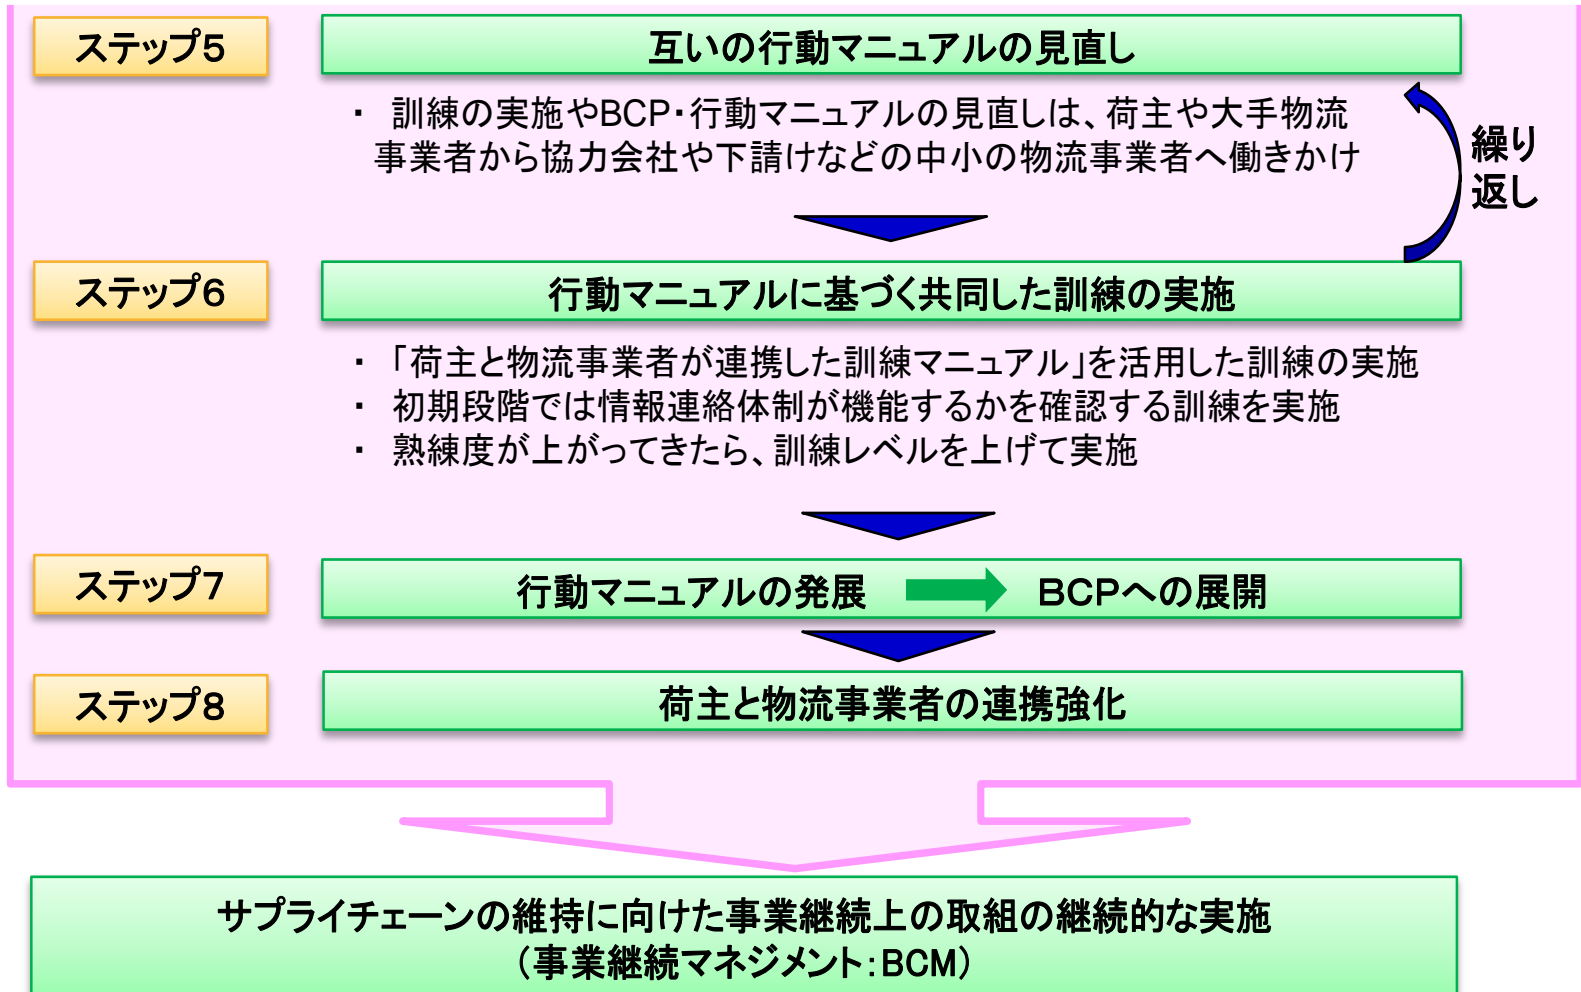 ステップ5
互いの行動マニュアルの見直し
・ 訓練の実施やBCP・行動マニュアルの見直しは、荷主や大手物流
事業者から協力会社や下請けなどの中小の物流事業者へ働きかけ
繰り
返し
ステップ6
行動マニュアルに基づく共同した訓練の実施
・ 「荷主と物流事業者が連携した訓練マニュアル」を活用した訓練の実施
・ 初期段階では情報連絡体制が機能するかを確認する訓練を実施
・ 熟練度が上がってきたら、訓練レベルを上げて実施
ステップ7
行動マニュアルの発展 BCPへの展開
ステップ8
荷主と物流事業者の連携強化
サプライチェーンの維持に向けた事業継続上の取組の継続的な実施
(事業継続マネジメント:BCM)